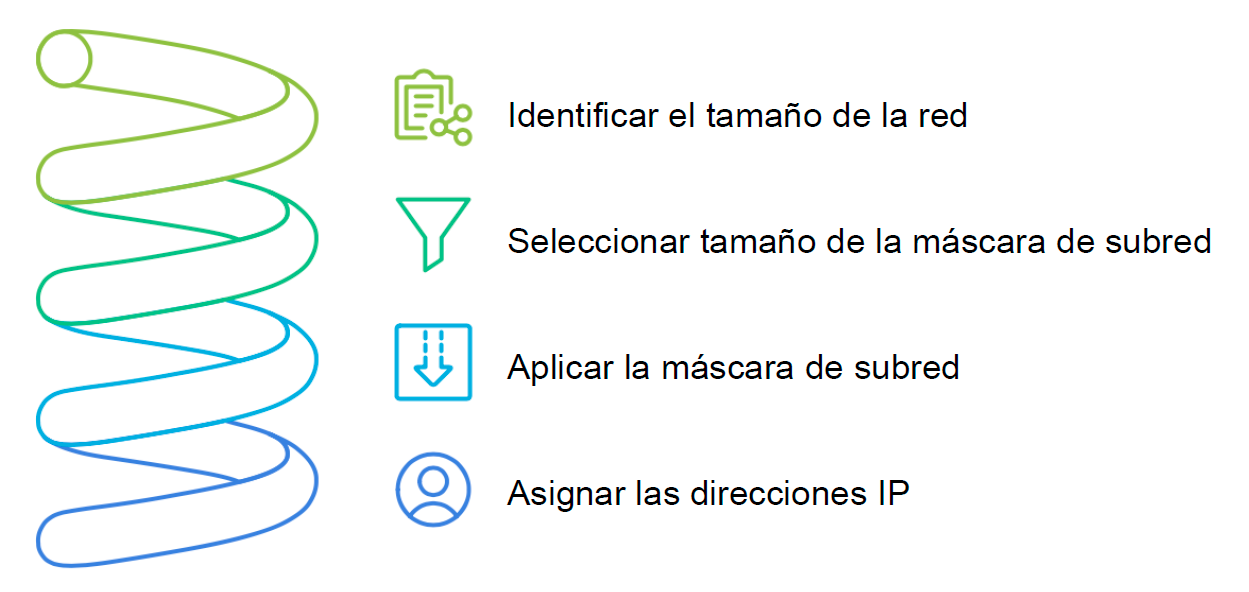 Identificar el tamaño de la red
Seleccionar tamaño de la máscara de subred
Aplicar la máscara de subred
Asignar las direcciones IP